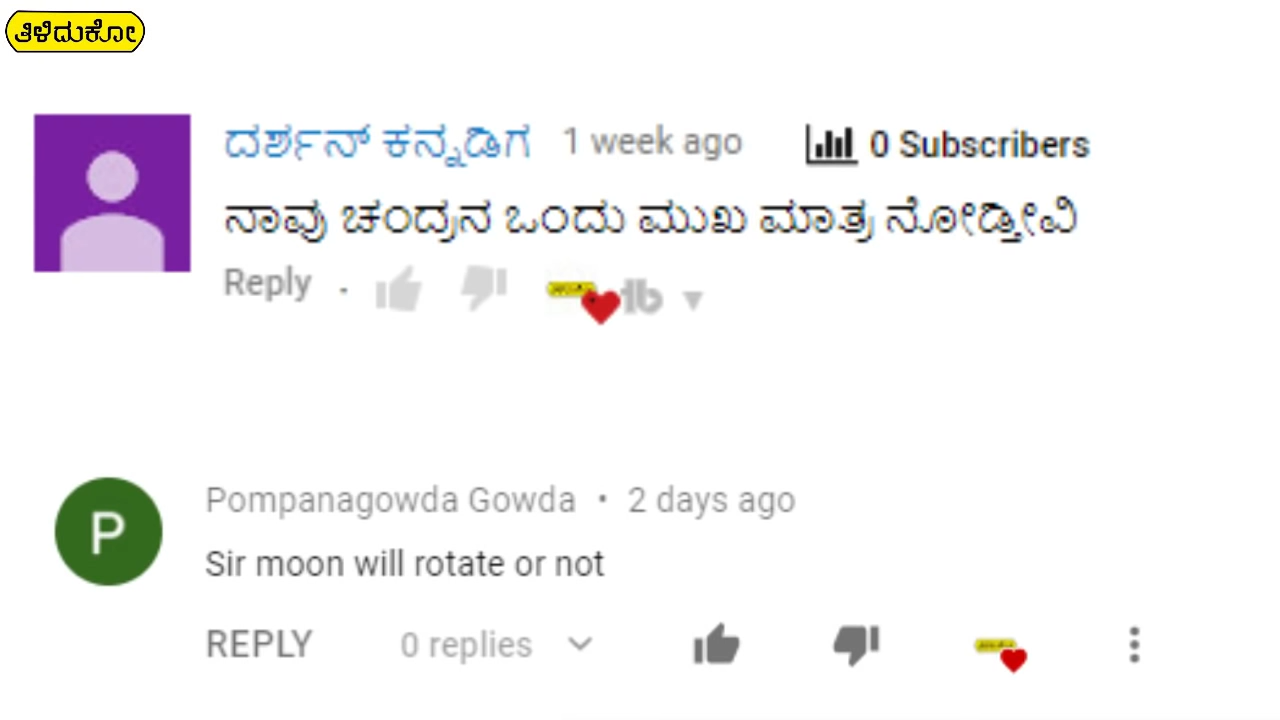 ತಿಳಿದುಕೋ
ದರ್ಶನ್ ಕನ್ನಡಿಗ 1 week ago 0 Subscribers
ನಾವು ಚಂದ್ರನ ಒಂದು ಮುಖ ಮಾತ್ರ ನೋಡ್ತೀವಿ
Reply .
Pompanagowda Gowda • 2 days ago
Sir moon will rotate or not
REPLY 0 replies